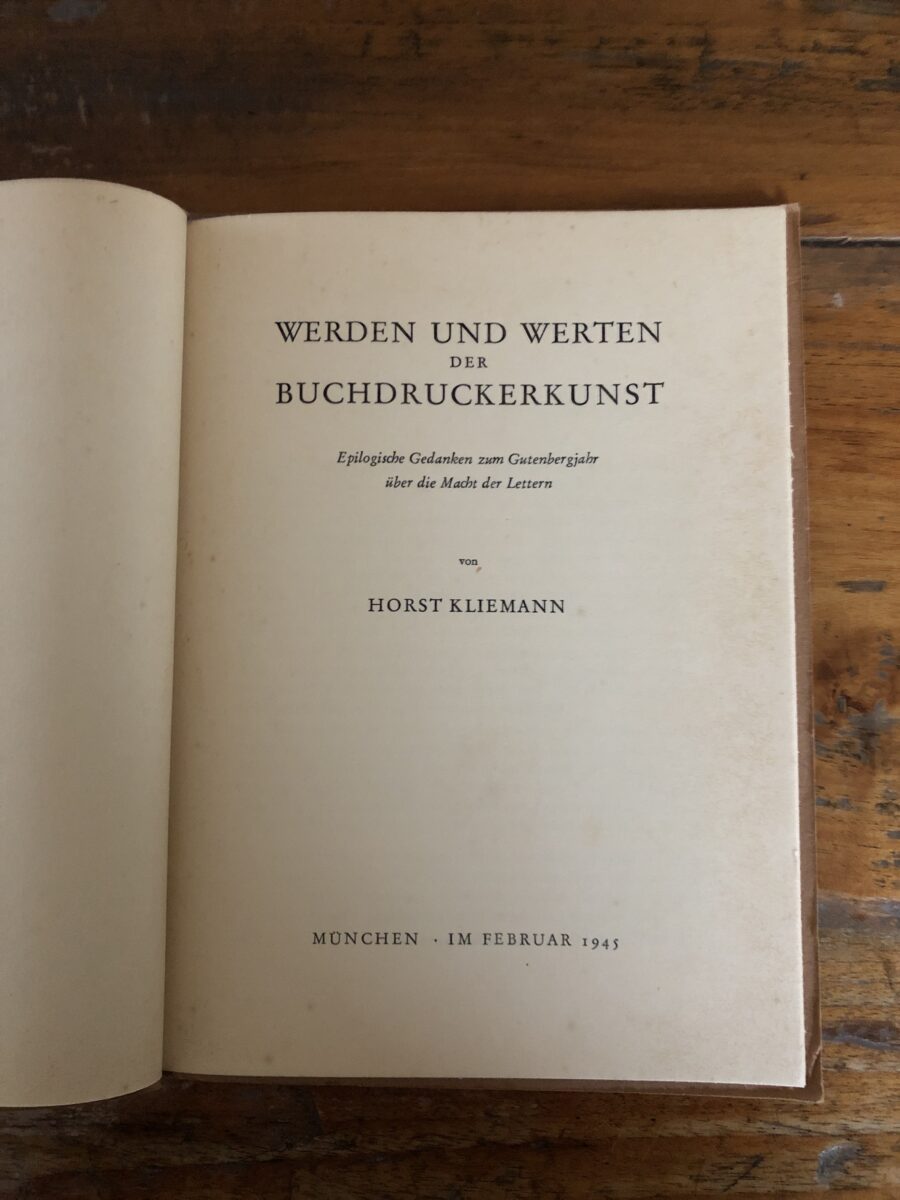 WERDEN UND WERTEN
DER
BUCHDRUCKERKUNST
Epilogische Gedanken zum Gutenbergjahr
über die Macht der Lettern
von
HORST KLIEMANN
MÜNCHEN · IM FEBRUAR 1945